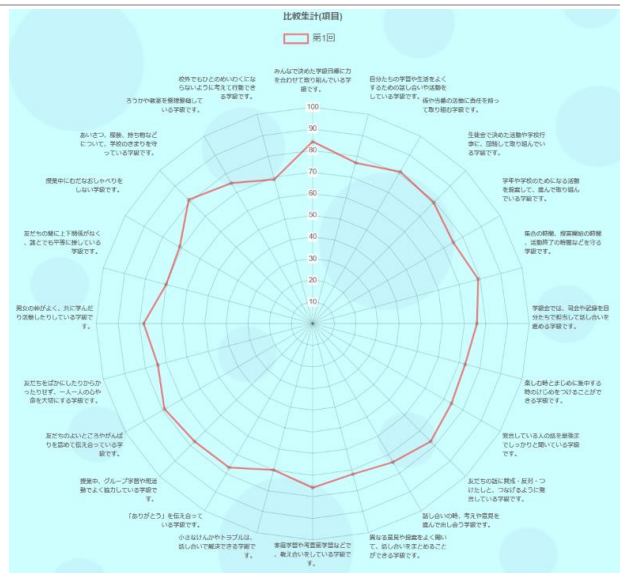 比較集計(項目)
第1回
みんなで決めた学級目標に力
を合わせて取り組んでいる学
級です。
自分たちの学習や生活をよく
するための話し合いや活動を
している学級です。
係や当番の活動に責任を持っ
て取り組む学級です。
生徒会で決めた活動や学校行
事に、団結して取り組んでい
る学級です。
学年や学校のためになる活動
を提案して、進んで取り組ん
でいる学級です。
集合の時間、授業開始の時間
、活動終了の時間などを守る
学級です。
学級会では、司会や記録を自
分たちで担当して話し合いを
進める学級です。
楽しむ時とまじめに集中する
時のけじめをつけることがで
きる学級です。
発言している人の話を最後ま
でしっかりと聞いている学級
です。
友だちの話に賛成・反対・つ
けたしと、つなげるように発
言している学級です。
話し合いの時、考えや意見を
進んで出し合う学級です。
異なる意見や提案をよく聞い
て、話し合いをまとめること
ができる学級です。
家庭学習や考査前学習などで
、教え合いをしている学級で
す。
小さなけんかやトラブルは、
話し合いで解決できる学級で
す。
「ありがとう」を伝え合って
いる学級です。
授業中、グループ学習や班活
動でよく協力している学級で
す。
友だちのよいところやがんば
りを認めて伝え合っている学
級です。
友だちをばかにしたりからか
ったりせず、一人一人の心や
命を大切にする学級です。
男女の仲がよく、共に学んだ
り活動したりしている学級で
す。
友だちの間に上下関係がなく
、誰とでも平等に接している
学級です。
授業中にむだなおしゃべりを
しない学級です。
あいさつ、服装、持ち物など
について、学校のきまりを守
っている学級です。
ろうかや教室を整理整頓して
いる学級です。
校外でもひとのめいわくにな
らないように考えて行動でき
る学級です。
100
90
80
70
60
50
40
30
20
10